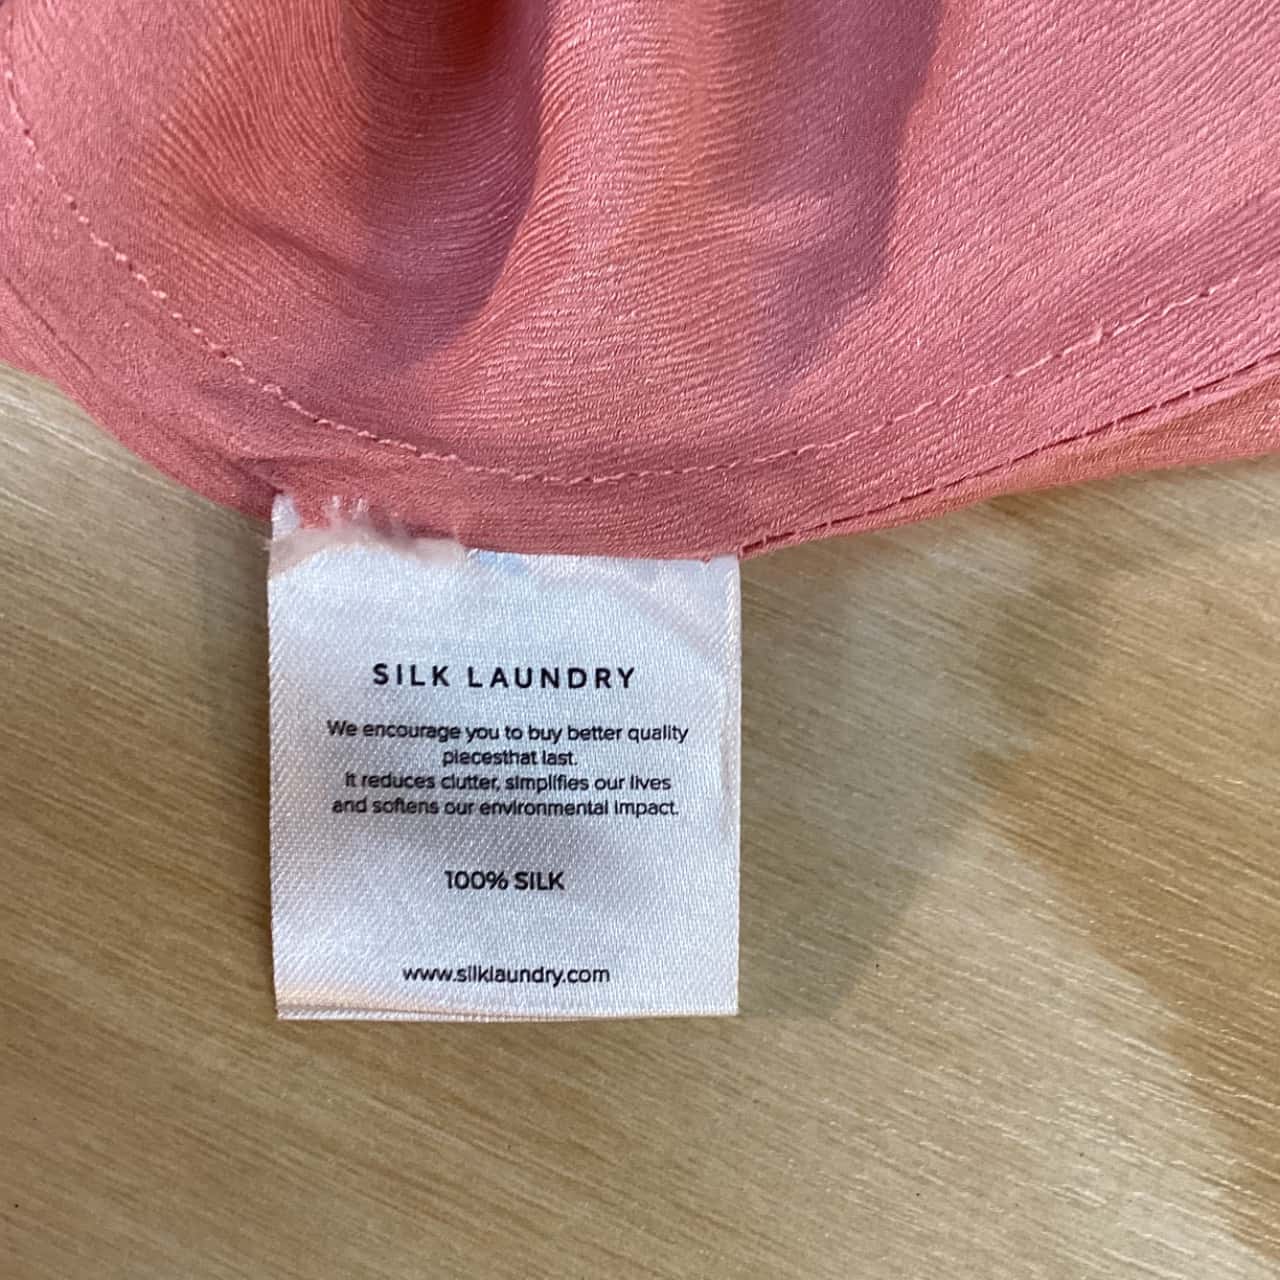 SILK LAUNDRY
We encourage you to buy better quality
piecesthat last.
It reduces clutter, simplifies our lives
and softens our environmental impact.
100% SILK
www.silklaundry.com